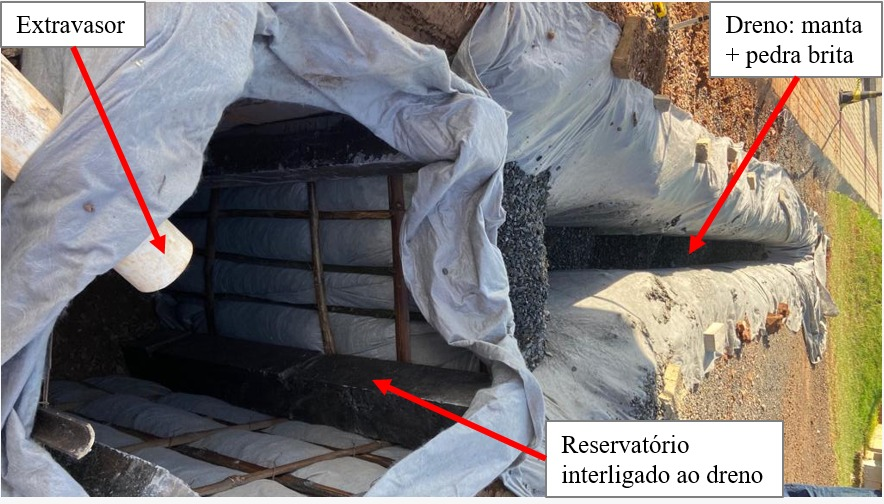 Extravasor
Dreno: manta
+ pedra brita
Reservatório
interligado ao dreno